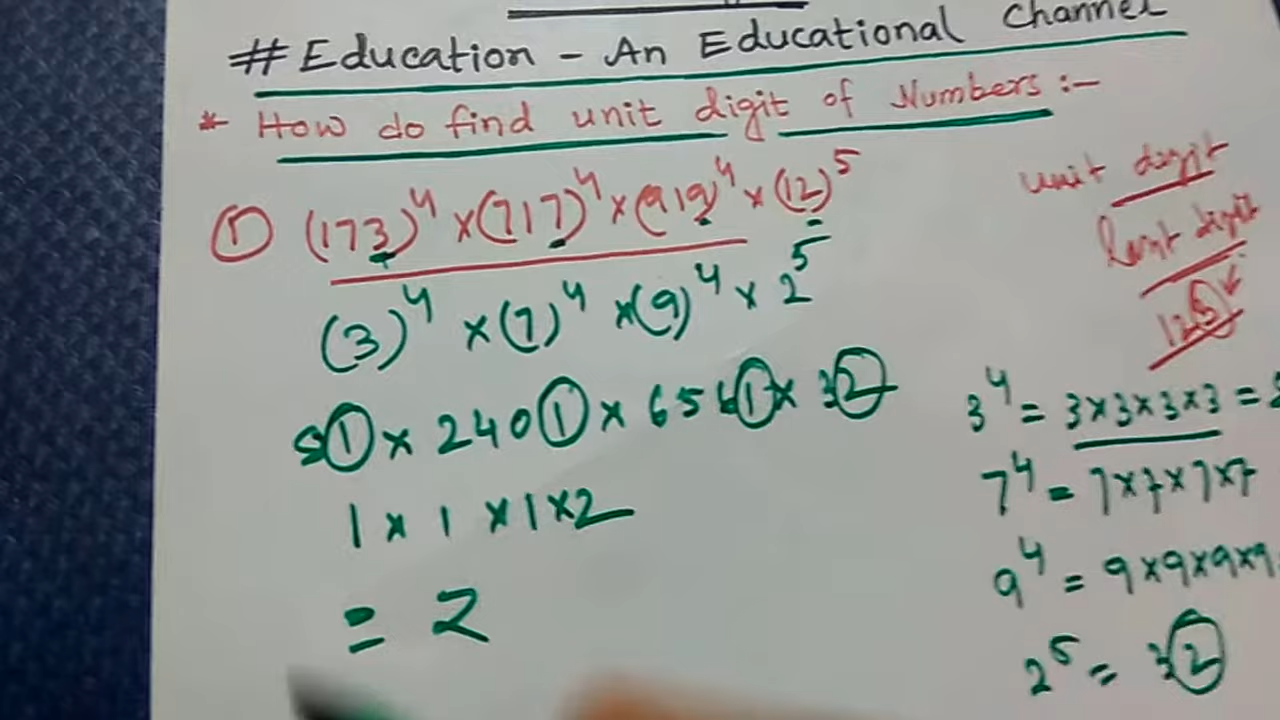 # Education - An Educational Channel
* How do find unit digit of Numbers :-
① (173)⁴ × (717)⁴ × (919)⁴ × (12)⁵
(3)⁴ × (7)⁴ × (9)⁴ × 2⁵
81 × 2401 × 6561 × 32
1 × 1 × 1 × 2
= 2
unit digit
digit
125
3⁴ = 3×3×3×3 =
7⁴ = 7×7×7×7
9⁴ = 9×9×9×9
2⁵ = 32